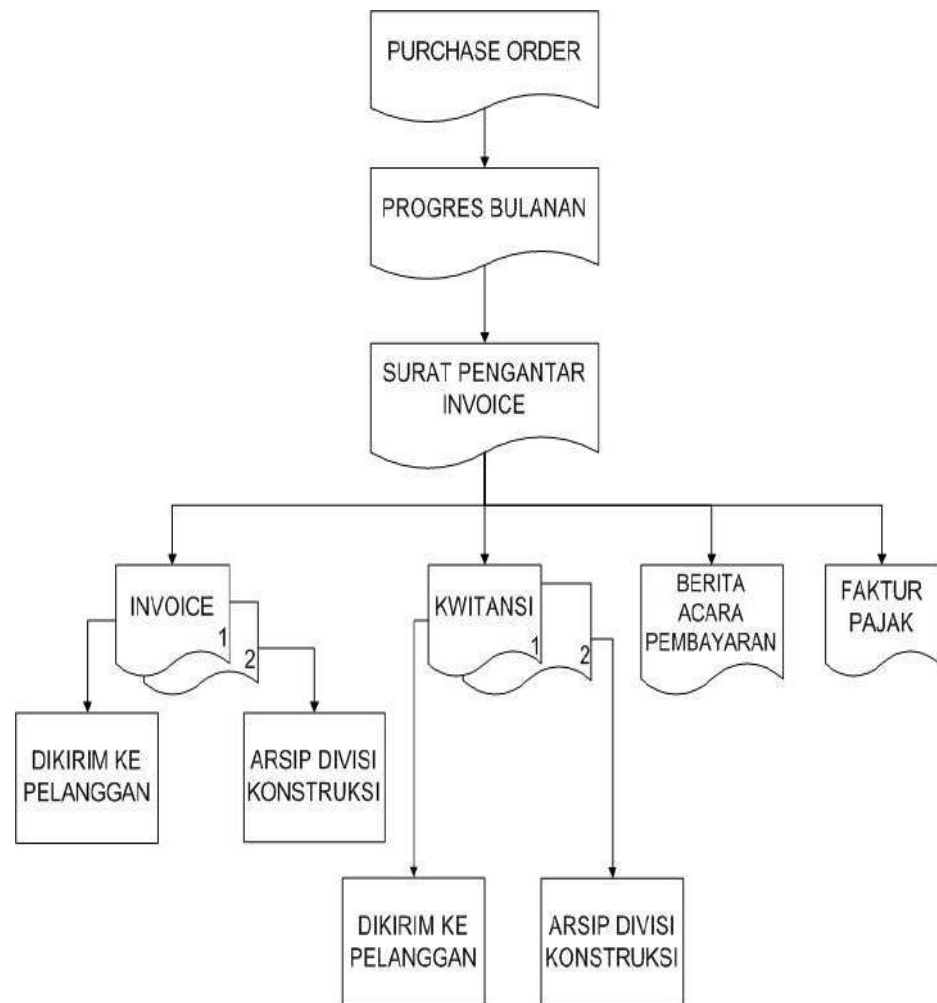 PURCHASE ORDER
PROGRES BULANAN
SURAT PENGANTAR
INVOICE
INVOICE
1
2
KWITANSI
1
2
BERITA
ACARA
PEMBAYARAN
FAKTUR
PAJAK
DIKIRIM KE
PELANGGAN
ARSIP DIVISI
KONSTRUKSI
DIKIRIM KE
PELANGGAN
ARSIP DIVISI
KONSTRUKSI